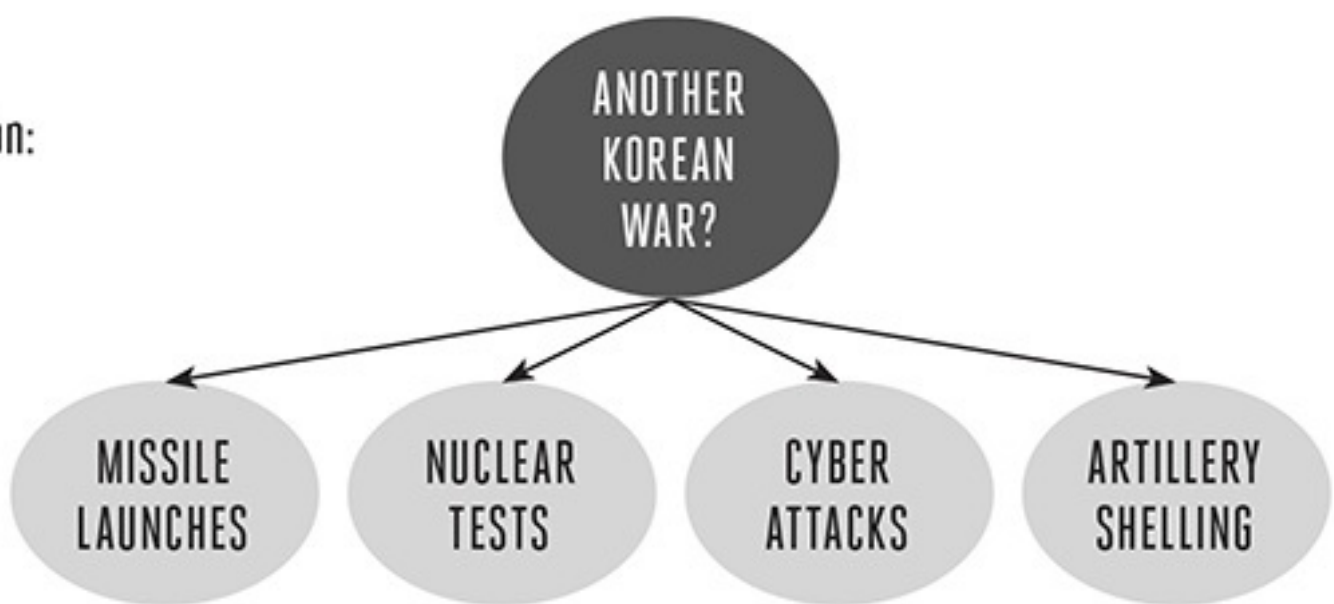 ANOTHER
KOREAN
WAR?
MISSILE
LAUNCHES
NUCLEAR
TESTS
CYBER
ATTACKS
ARTILLERY
SHELLING